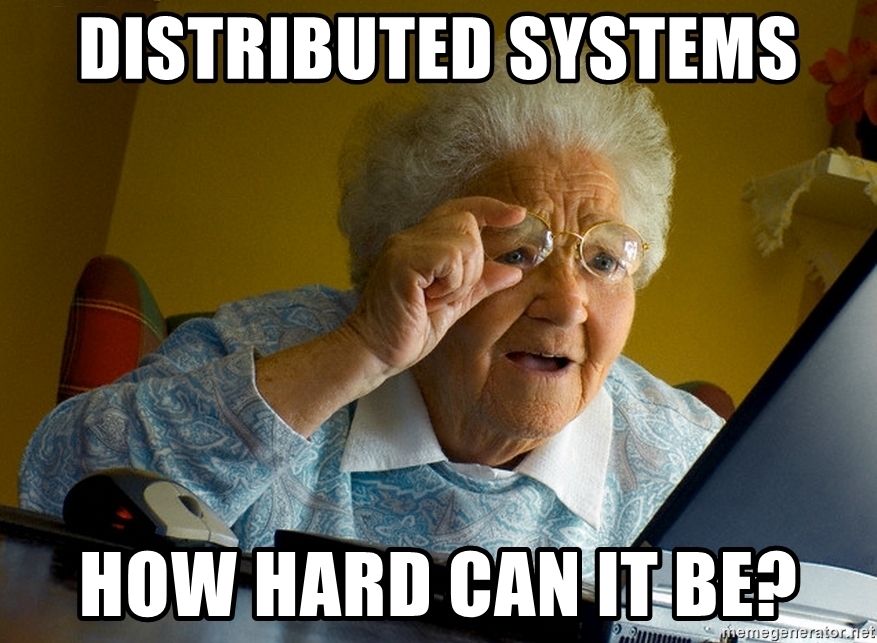 DISTRIBUTED SYSTEMS
HOW HARD CAN IT BE?
memegenerator.net